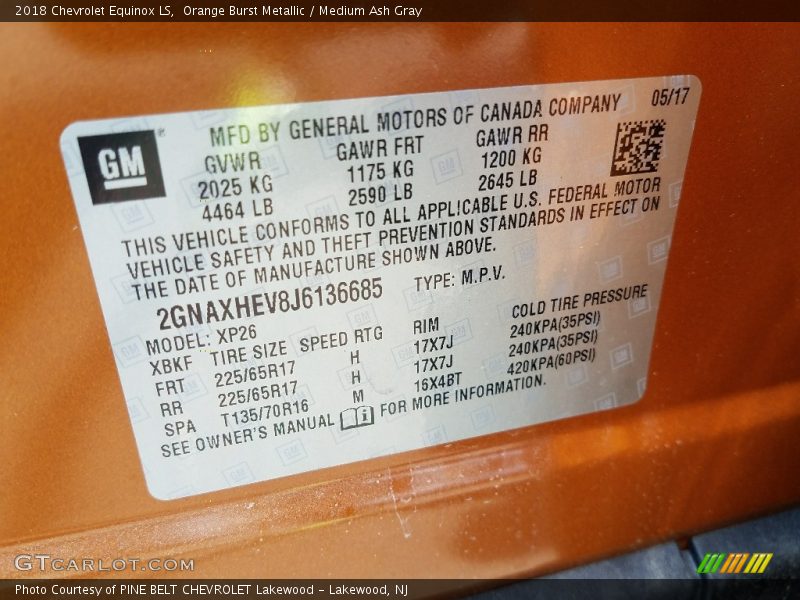 2018 Chevrolet Equinox LS,  Orange Burst Metallic / Medium Ash Gray
05/17
GM®
MFD BY GENERAL MOTORS OF CANADA COMPANY
GVWR GAWR FRT GAWR RR
2025 KG 1175 KG 1200 KG
4464 LB 2590 LB 2645 LB
THIS VEHICLE CONFORMS TO ALL APPLICABLE U.S. FEDERAL MOTOR
VEHICLE SAFETY AND THEFT PREVENTION STANDARDS IN EFFECT ON
THE DATE OF MANUFACTURE SHOWN ABOVE.
2GNAXHEV8J6136685 TYPE: M.P.V.
MODEL: XP26
XBKF TIRE SIZE SPEED RTG RIM COLD TIRE PRESSURE
FRT 225/65R17 H 17X7J 240KPA(35PSI)
RR 225/65R17 H 17X7J 240KPA(35PSI)
SPA T135/70R16 M 16X4BT 420KPA(60PSI)
SEE OWNER'S MANUAL FOR MORE INFORMATION.
GTCARLOT.COM
Photo Courtesy of PINE BELT CHEVROLET Lakewood - Lakewood, NJ